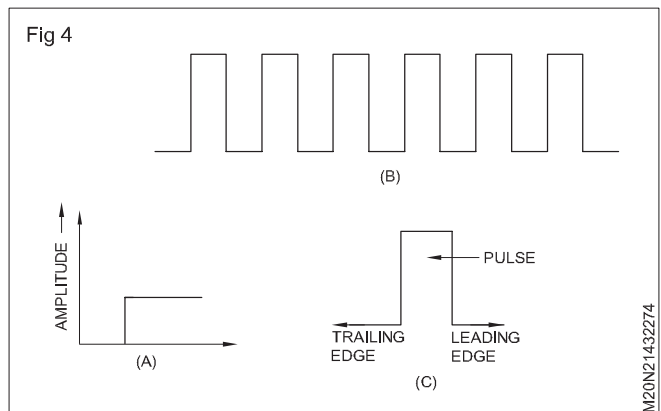 Fig 4
(B)
AMPLITUDE
(A)
PULSE
TRAILING
EDGE
LEADING
EDGE
(C)
M20N21432274